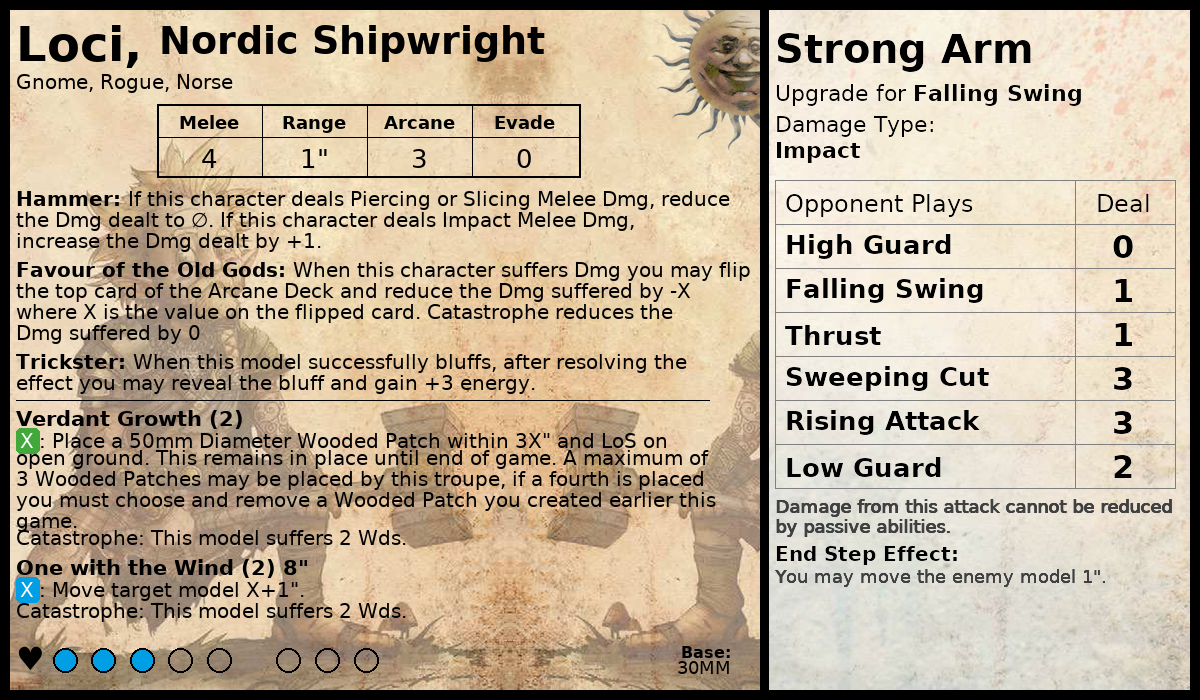 Loci, Nordic Shipwright
Gnome, Rogue, Norse
Melee Range Arcane Evade
4 1" 3 0
Hammer: If this character deals Piercing or Slicing Melee Dmg, reduce
the Dmg dealt to ∅. If this character deals Impact Melee Dmg,
increase the Dmg dealt by +1.
Favour of the Old Gods: When this character suffers Dmg you may flip
the top card of the Arcane Deck and reduce the Dmg suffered by -X
where X is the value on the flipped card. Catastrophe reduces the
Dmg suffered by 0
Trickster: When this model successfully bluffs, after resolving the
effect you may reveal the bluff and gain +3 energy.
Verdant Growth (2)
X: Place a 50mm Diameter Wooded Patch within 3X" and LoS on
open ground. This remains in place until end of game. A maximum of
3 Wooded Patches may be placed by this troupe, if a fourth is placed
you must choose and remove a Wooded Patch you created earlier this
game.
Catastrophe: This model suffers 2 Wds.
One with the Wind (2) 8"
X: Move target model X+1".
Catastrophe: This model suffers 2 Wds.
Base:
30MM
Strong Arm
Upgrade for Falling Swing
Damage Type:
Impact
Opponent Plays Deal
High Guard 0
Falling Swing 1
Thrust 1
Sweeping Cut 3
Rising Attack 3
Low Guard 2
Damage from this attack cannot be reduced
by passive abilities.
End Step Effect:
You may move the enemy model 1".